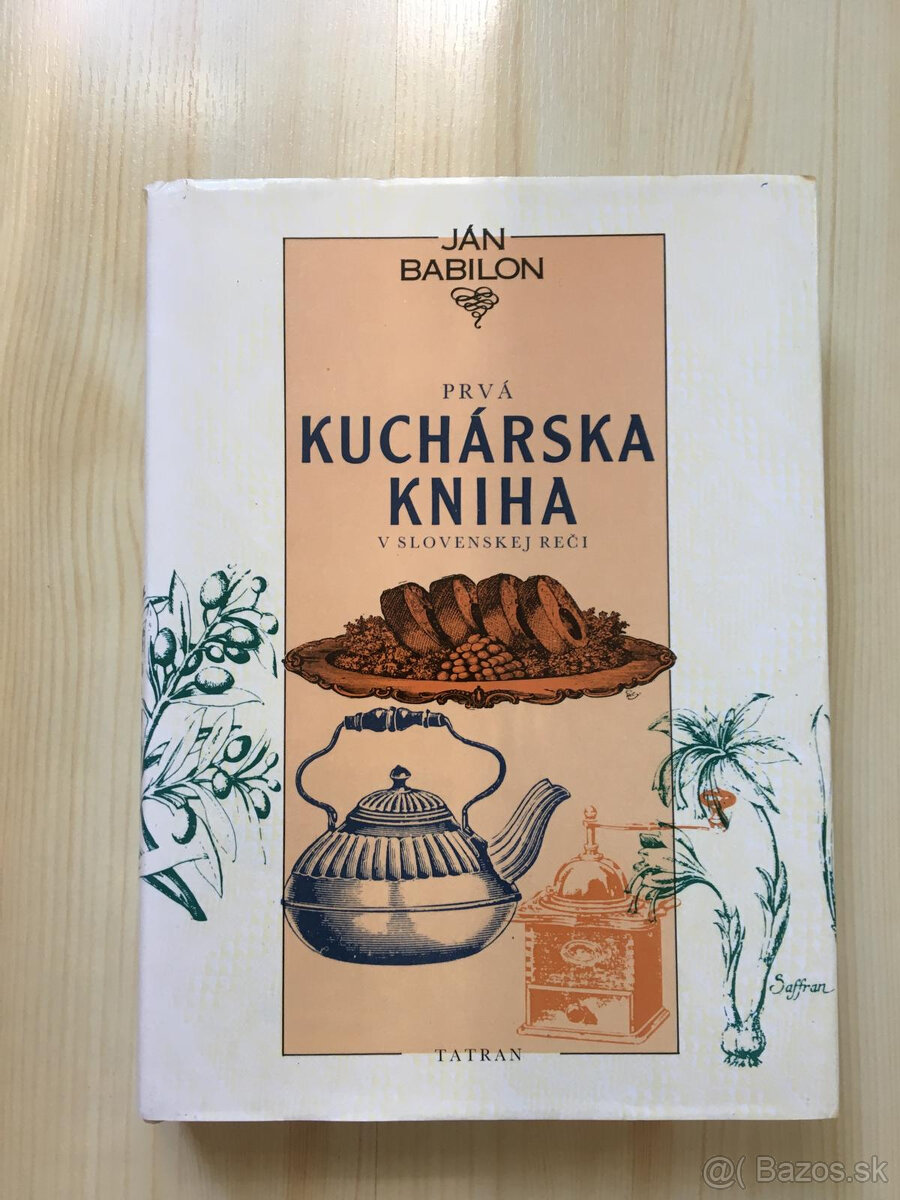 JÁN
BABILON
PRVÁ
KUCHÁRSKA
KNIHA
V SLOVENSKEJ REČI
Saffran
TATRAN
@( Bazos.sk